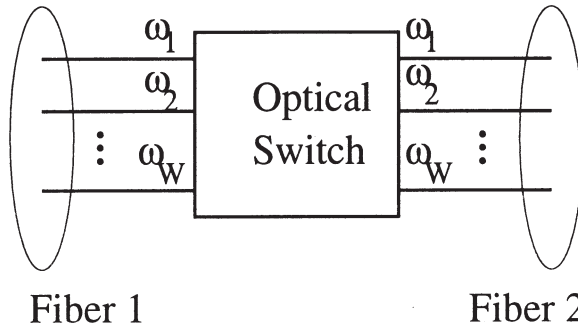 ω1 ω1
ω2 ω2
Optical
Switch
ωW ωW
Fiber 1 Fiber 2